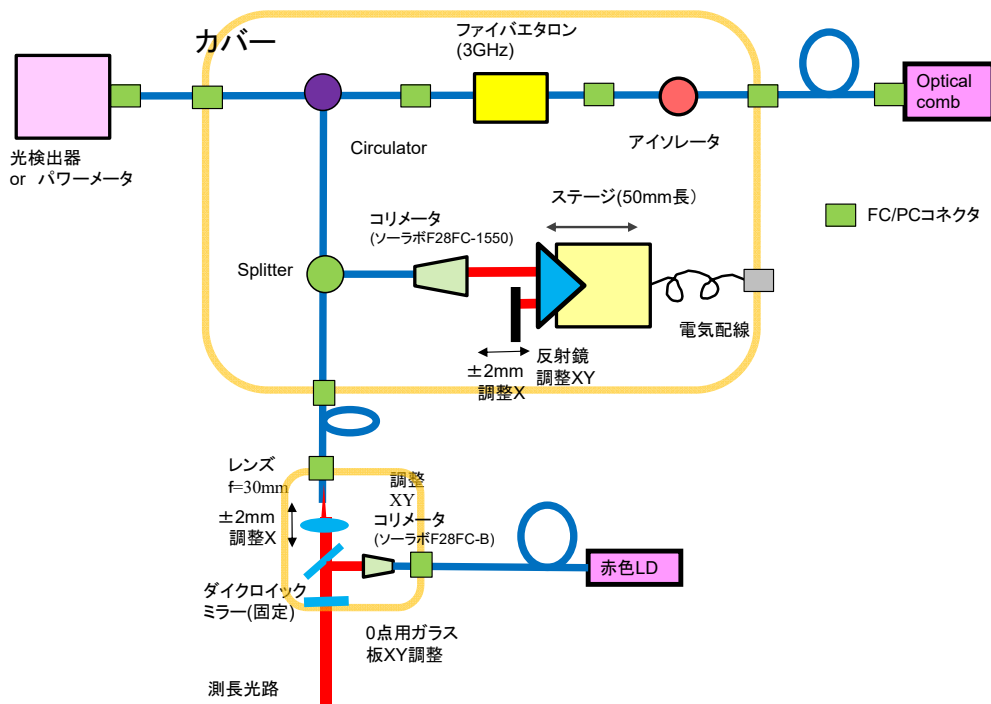 カバー
ファイバエタロン
(3GHz)
Optical
comb
光検出器
or パワーメータ
Circulator
アイソレータ
ステージ(50mm長）
コリメータ
(ソーラボF28FC-1550)
FC/PCコネクタ
Splitter
電気配線
±2mm
調整X
反射鏡
調整XY
レンズ
f=30mm
調整
XY
±2mm
調整X
コリメータ
(ソーラボF28FC-B)
赤色LD
ダイクロイック
ミラー(固定)
0点用ガラス
板XY調整
測長光路